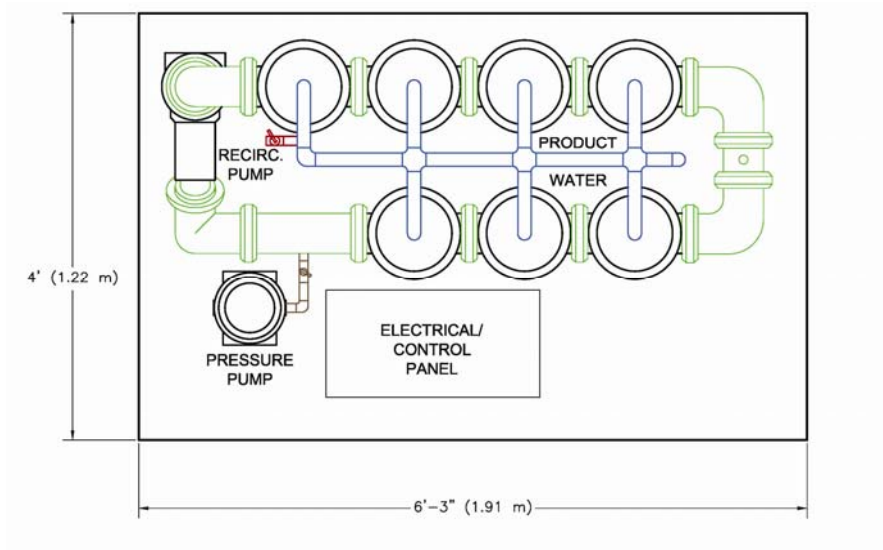 RECIRC.
PUMP
PRODUCT
WATER
4' (1.22 m)
ELECTRICAL/
CONTROL
PANEL
PRESSURE
PUMP
6'-3" (1.91 m)